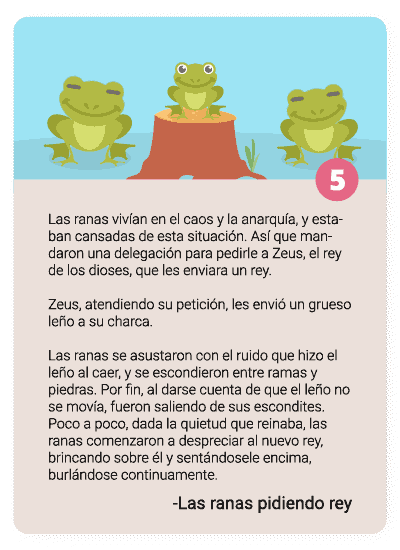 5
Las ranas vivían en el caos y la anarquía, y esta-
ban cansadas de esta situación. Así que man-
daron una delegación para pedirle a Zeus, el rey
de los dioses, que les enviara un rey.
Zeus, atendiendo su petición, les envió un grueso
leño a su charca.
Las ranas se asustaron con el ruido que hizo el
leño al caer, y se escondieron entre ramas y
piedras. Por fin, al darse cuenta de que el leño no
se movía, fueron saliendo de sus escondites.
Poco a poco, dada la quietud que reinaba, las
ranas comenzaron a despreciar al nuevo rey,
brincando sobre él y sentándosele encima,
burlándose continuamente.
-Las ranas pidiendo rey